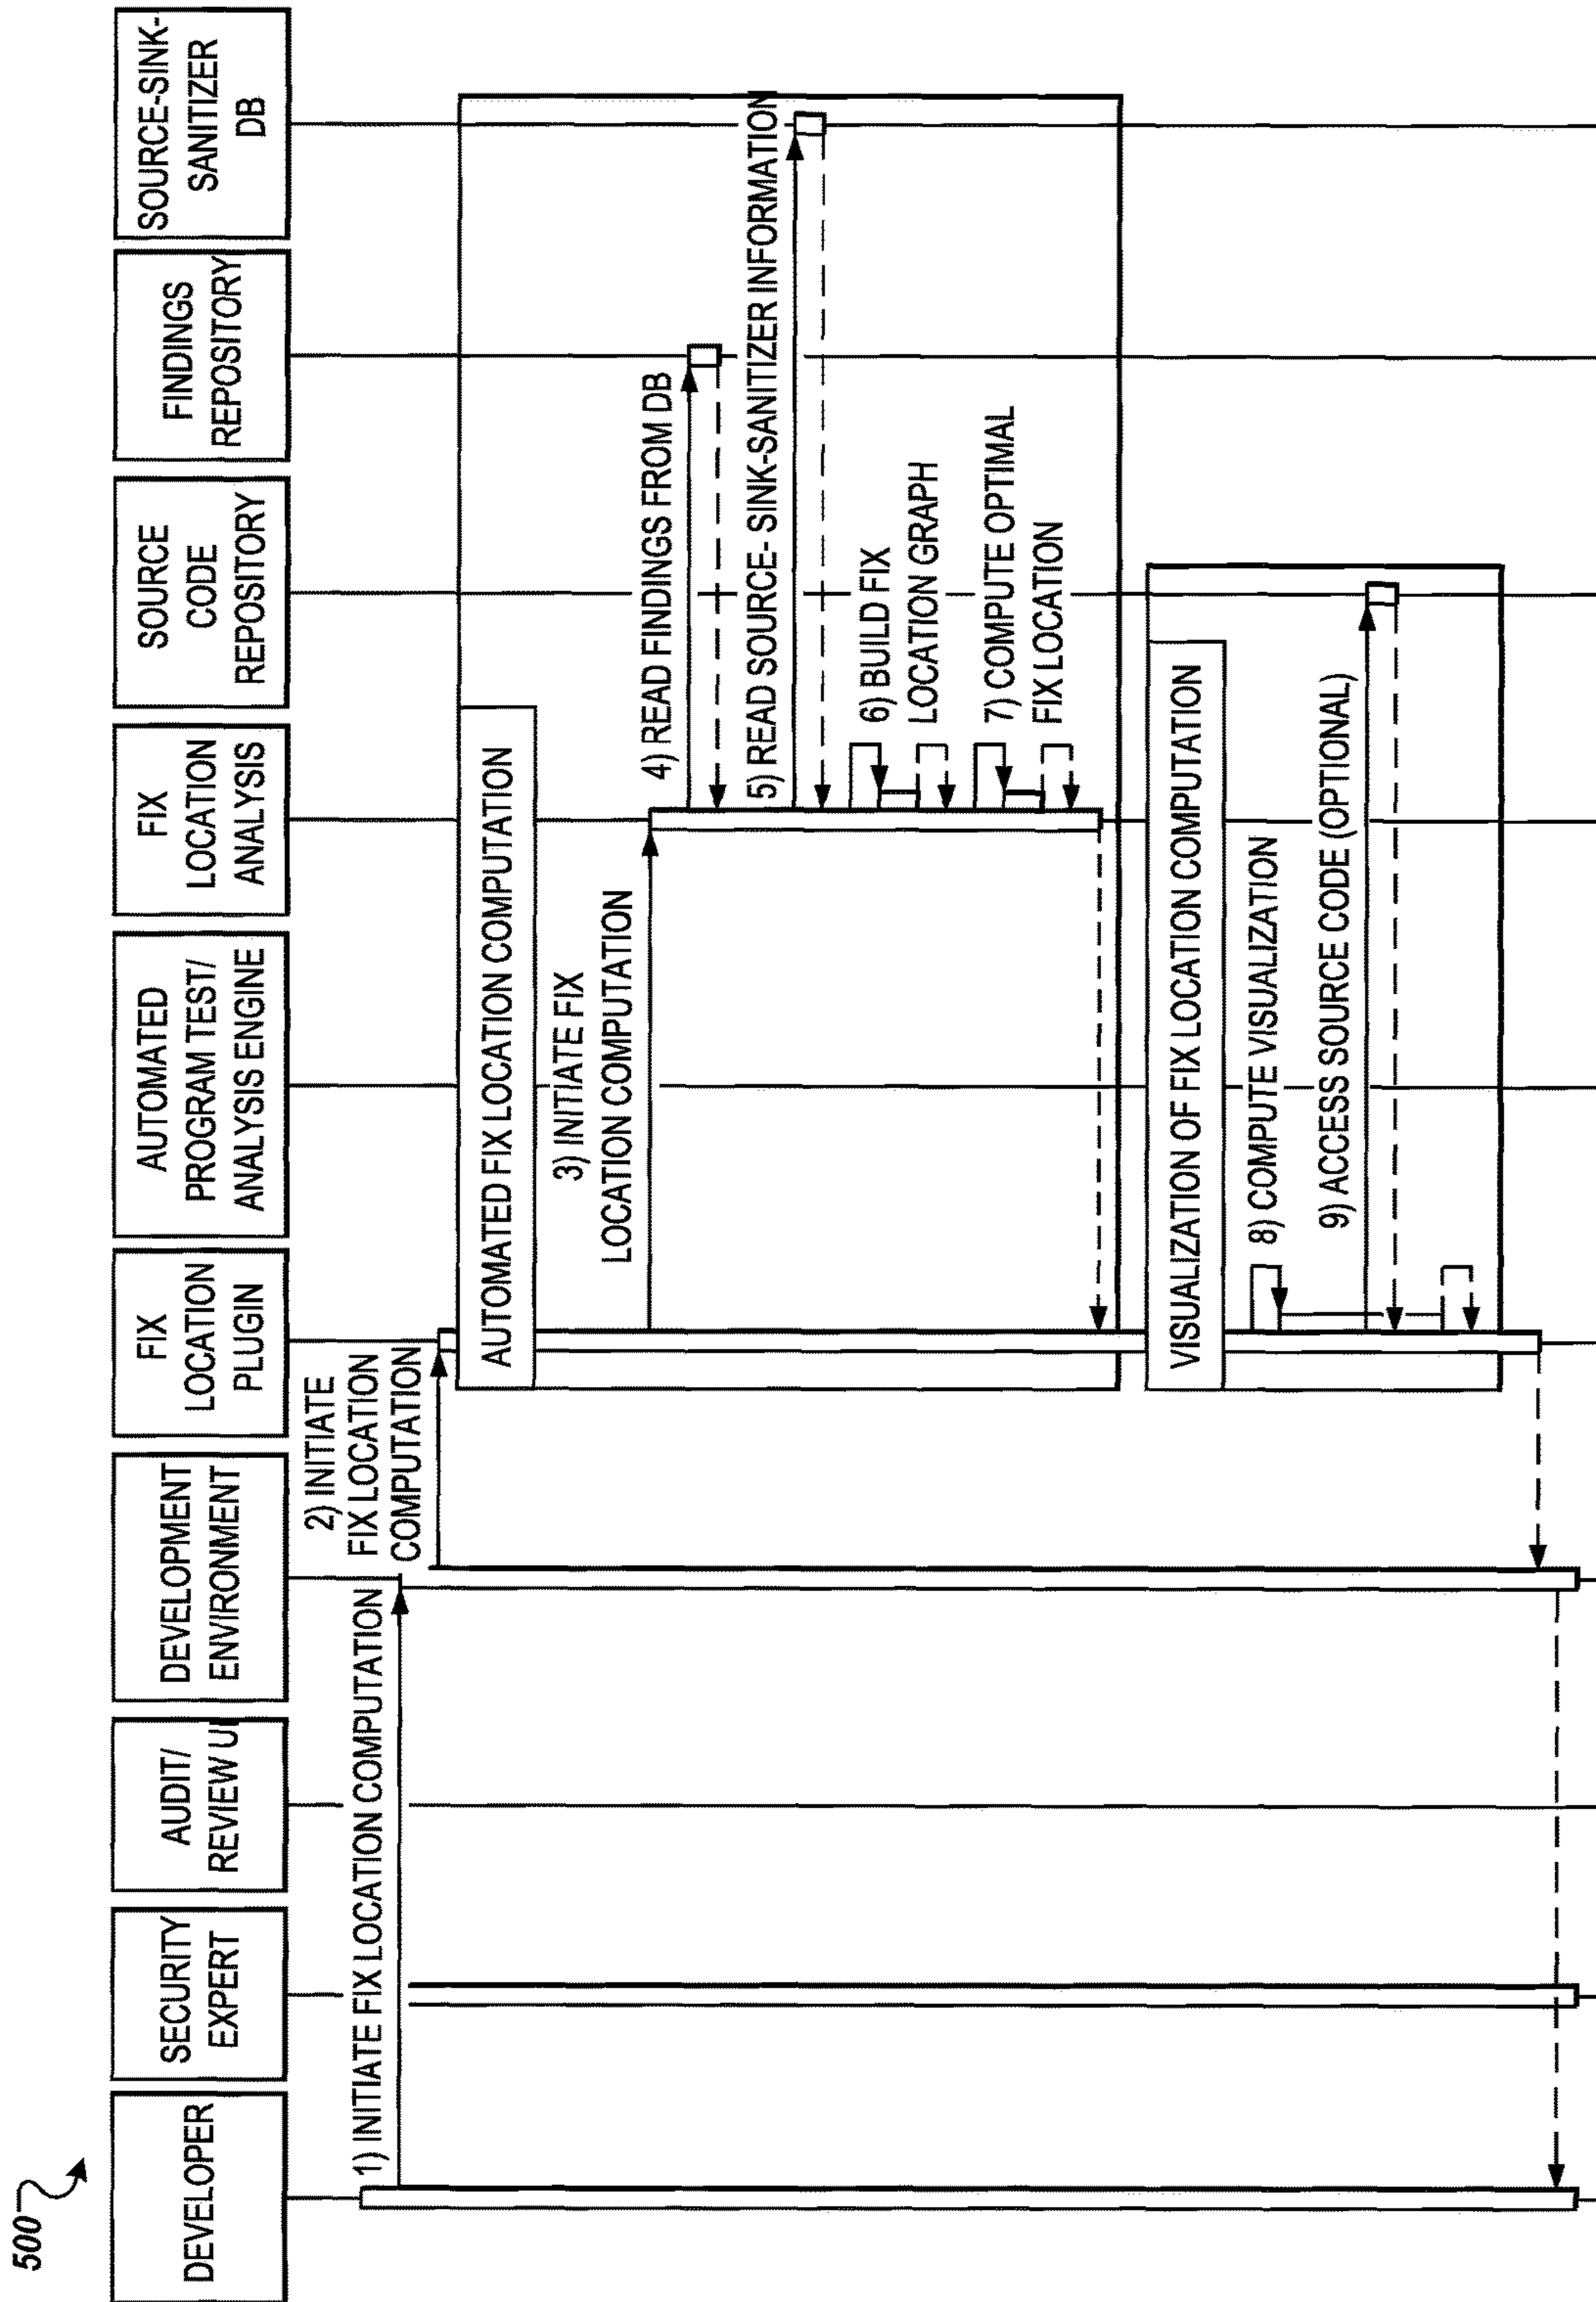 500
DEVELOPER
SECURITY
EXPERT
AUDIT/
REVIEW UI
DEVELOPMENT
ENVIRONMENT
FIX
LOCATION
PLUGIN
AUTOMATED
PROGRAM TEST/
ANALYSIS ENGINE
FIX
LOCATION
ANALYSIS
SOURCE
CODE
REPOSITORY
FINDINGS
REPOSITORY
SOURCE-SINK-
SANITIZER
DB
1) INITIATE FIX LOCATION COMPUTATION
2) INITIATE
FIX LOCATION
COMPUTATION
AUTOMATED FIX LOCATION COMPUTATION
3) INITIATE FIX
LOCATION COMPUTATION
4) READ FINDINGS FROM DB
5) READ SOURCE- SINK-SANITIZER INFORMATION
6) BUILD FIX
LOCATION GRAPH
7) COMPUTE OPTIMAL
FIX LOCATION
VISUALIZATION OF FIX LOCATION COMPUTATION
8) COMPUTE VISUALIZATION
9) ACCESS SOURCE CODE (OPTIONAL)